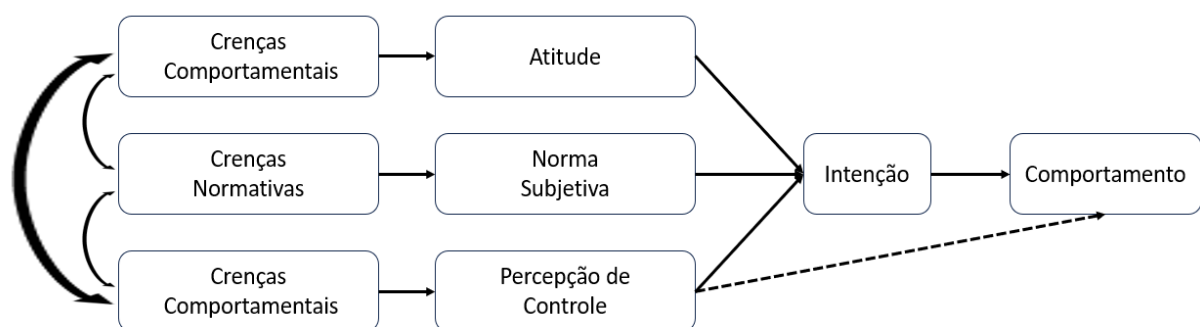 Crenças
Comportamentais
Atitude
Crenças
Normativas
Norma
Subjetiva
Intenção
Comportamento
Crenças
Comportamentais
Percepção de
Controle